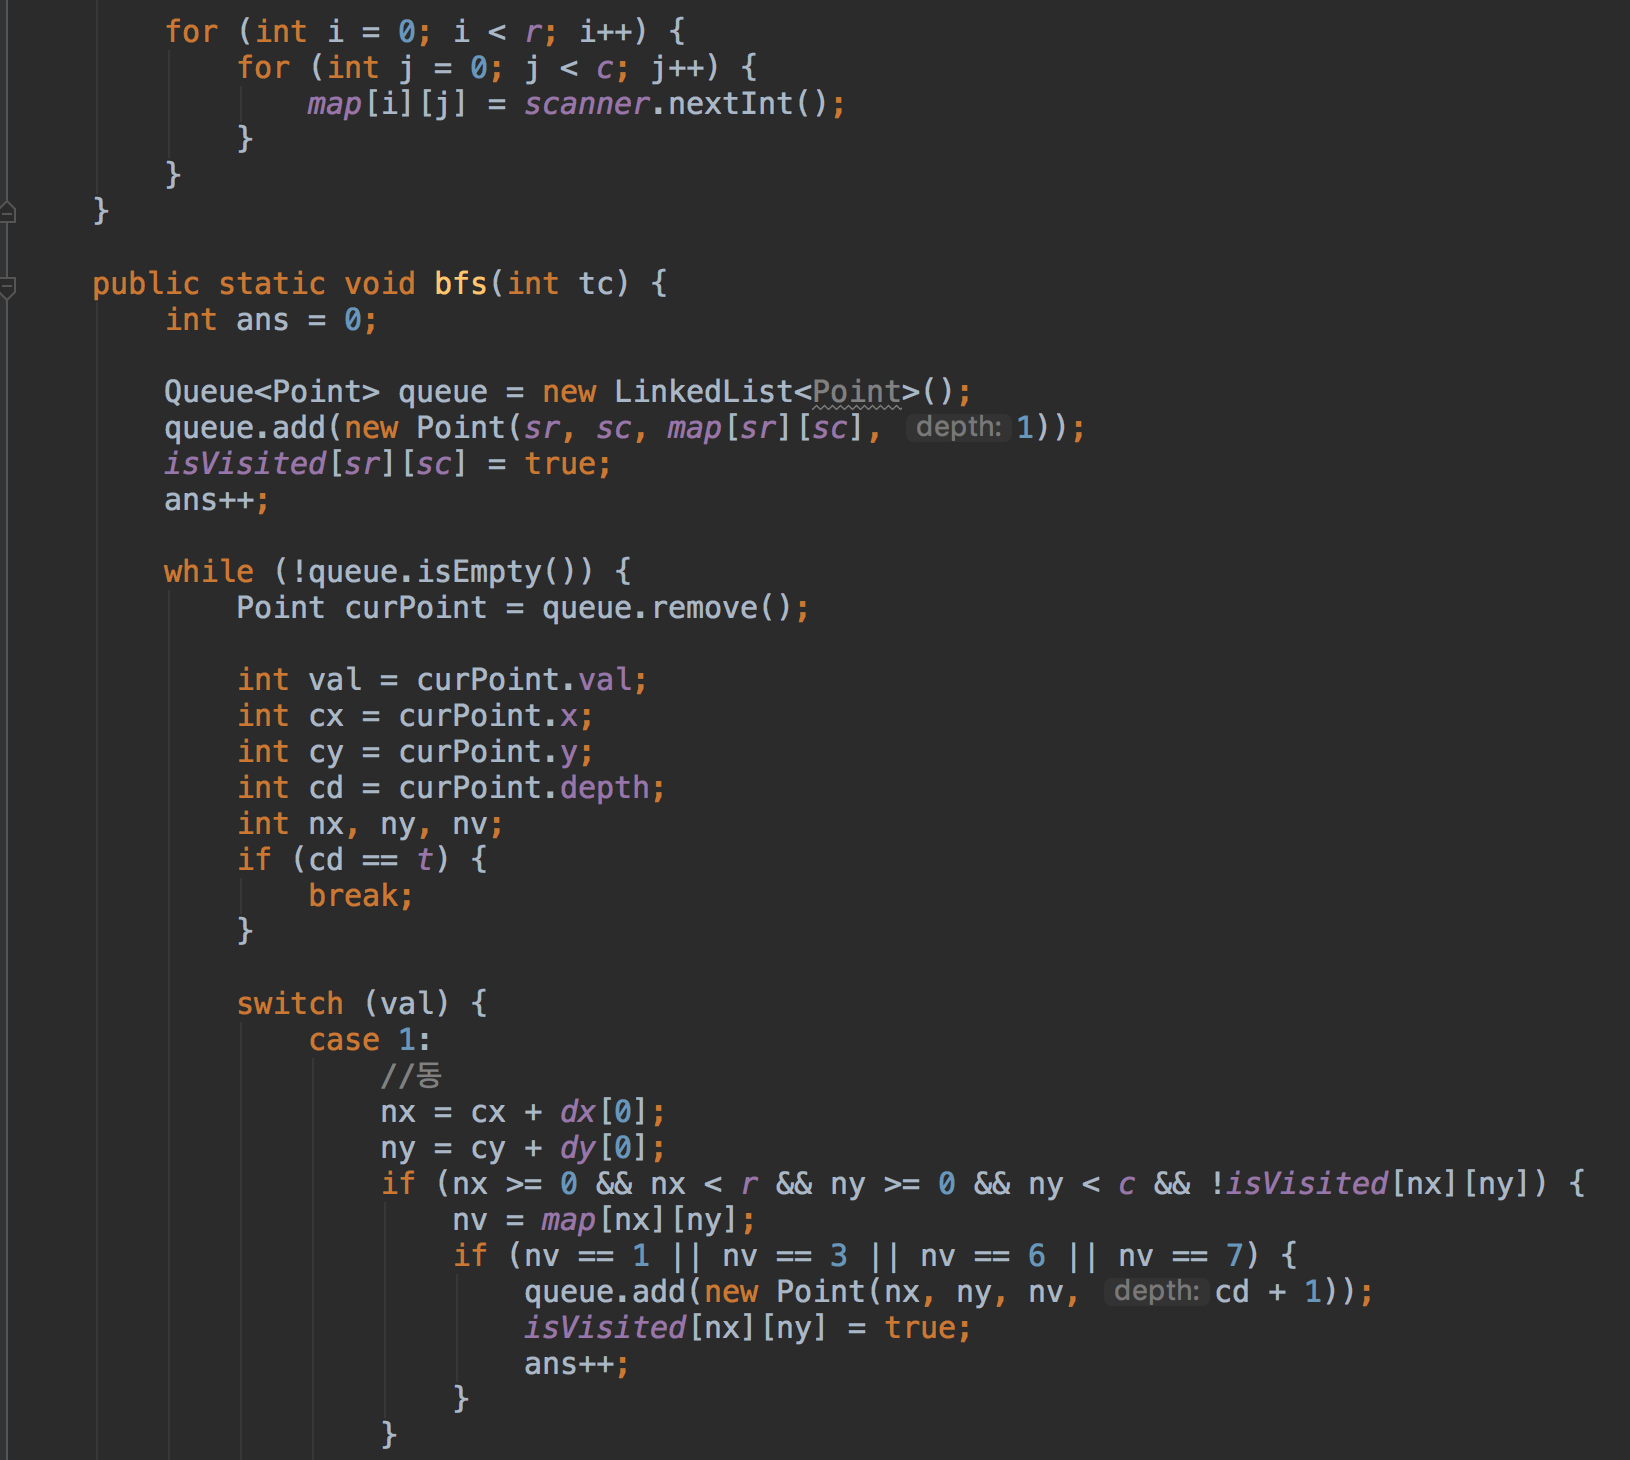 for (int i = 0; i < r; i++) {
for (int j = 0; j < c; j++) {
map[i][j] = scanner.nextInt();
}
}
}
public static void bfs(int tc) {
int ans = 0;
Queue<Point> queue = new LinkedList<Point>();
queue.add(new Point(sr, sc, map[sr][sc], depth: 1));
isVisited[sr][sc] = true;
ans++;
while (!queue.isEmpty()) {
Point curPoint = queue.remove();
int val = curPoint.val;
int cx = curPoint.x;
int cy = curPoint.y;
int cd = curPoint.depth;
int nx, ny, nv;
if (cd == t) {
break;
}
switch (val) {
case 1:
//동
nx = cx + dx[0];
ny = cy + dy[0];
if (nx >= 0 && nx < r && ny >= 0 && ny < c && !isVisited[nx][ny]) {
nv = map[nx][ny];
if (nv == 1 || nv == 3 || nv == 6 || nv == 7) {
queue.add(new Point(nx, ny, nv, depth: cd + 1));
isVisited[nx][ny] = true;
ans++;
}
}